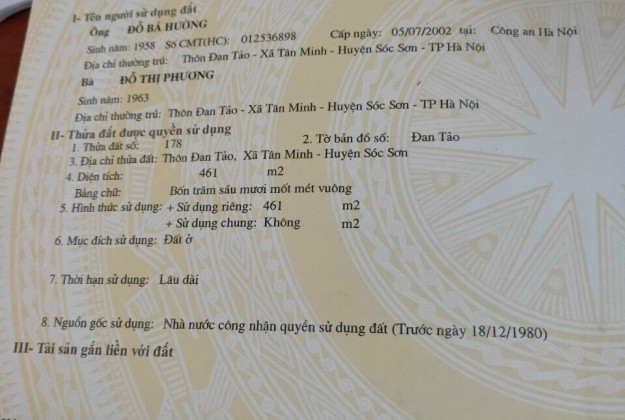 I- Tên người sử dụng đất
Ông ĐỖ BÁ HƯỜNG
Sinh năm: 1958 Số CMT(HC): 012536898 Cấp ngày: 05/07/2002 tại: Công an Hà Nội
Địa chỉ thường trú: Thôn Đan Tảo - Xã Tân Minh - Huyện Sóc Sơn - TP Hà Nội
Bà ĐỖ THỊ PHƯƠNG
Sinh năm: 1963
Địa chỉ thường trú: Thôn Đan Tảo - Xã Tân Minh - Huyện Sóc Sơn - TP Hà Nội
II- Thửa đất được quyền sử dụng
1. Thửa đất số: 178 2. Tờ bản đồ số: Đan Tảo
3. Địa chỉ thửa đất: Thôn Đan Tảo, Xã Tân Minh - Huyện Sóc Sơn
4. Diện tích: 461 m2
Bằng chữ: Bốn trăm sáu mươi mốt mét vuông
5. Hình thức sử dụng: + Sử dụng riêng: 461 m2
+ Sử dụng chung: Không m2
6. Mục đích sử dụng: Đất ở
7. Thời hạn sử dụng: Lâu dài
8. Nguồn gốc sử dụng: Nhà nước công nhận quyền sử dụng đất (Trước ngày 18/12/1980)
III- Tài sản gắn liền với đất